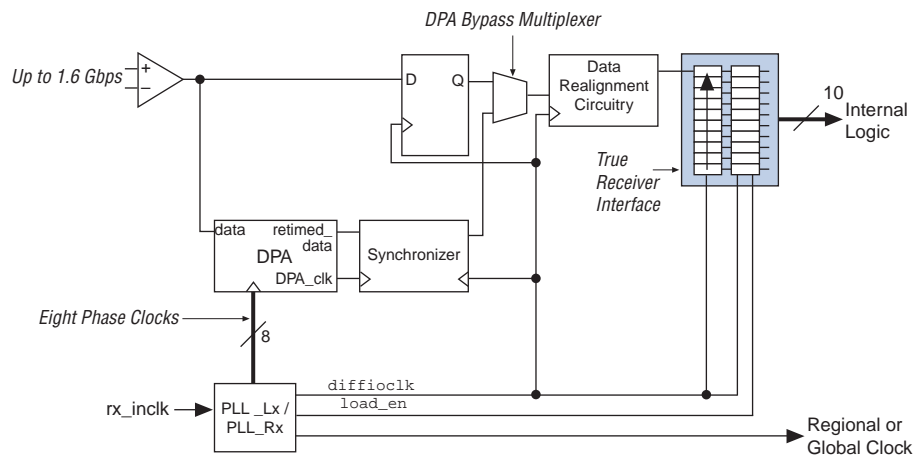 DPA Bypass Multiplexer
Up to 1.6 Gbps
+
–
D
Q
Data
Realignment
Circuitry
10
Internal
Logic
True
Receiver
Interface
data
retimed_
data
DPA
DPA_clk
Synchronizer
Eight Phase Clocks
8
rx_inclk
PLL _Lx /
PLL_Rx
diffioclk
load_en
Regional or
Global Clock